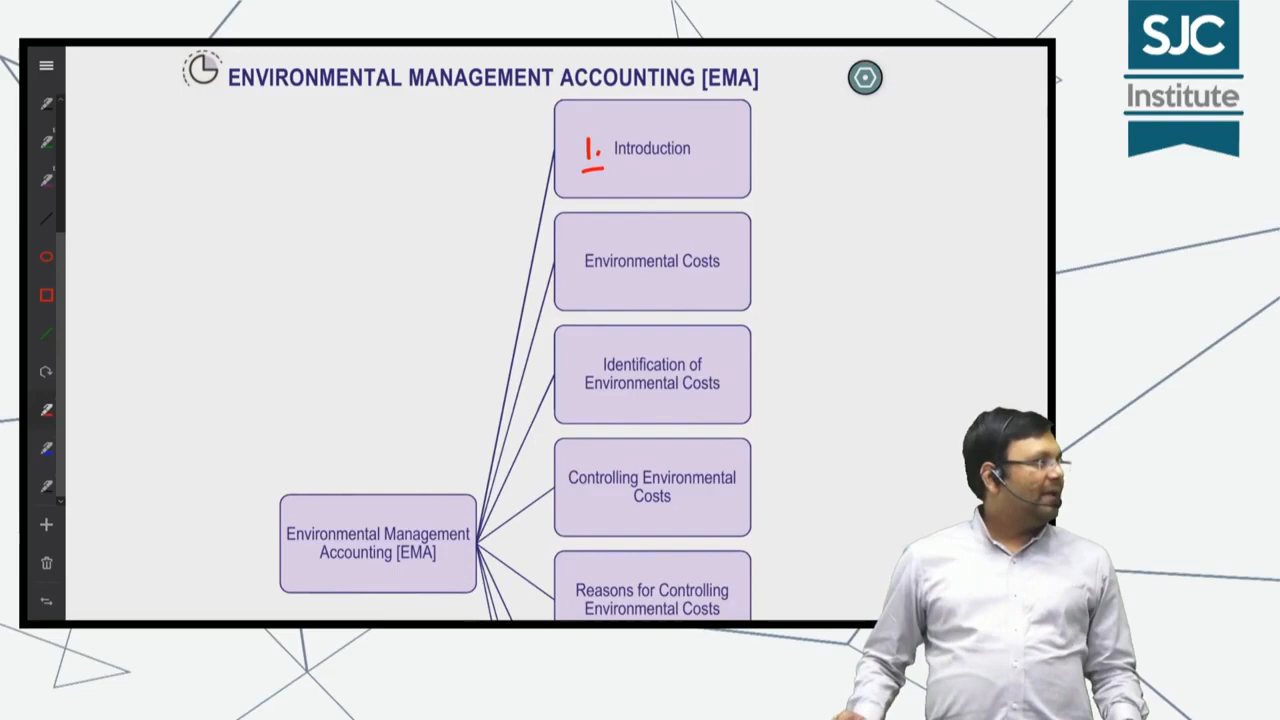 SJC
Institute
ENVIRONMENTAL MANAGEMENT ACCOUNTING [EMA]
1. Introduction
Environmental Costs
Identification of
Environmental Costs
Controlling Environmental
Costs
Environmental Management
Accounting [EMA]
Reasons for Controlling
Environmental Costs